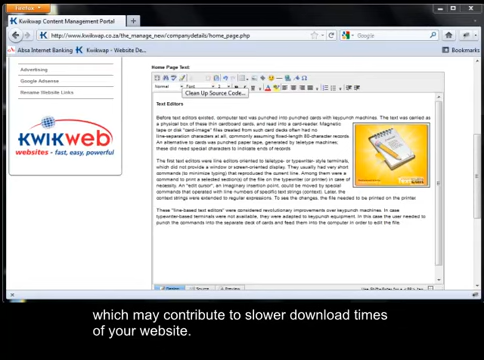 Firefox
Kwikwap Content Management Portal
www.kwikwap.co.za/the_manage_new/companydetails/home_page.php
Google
Absa Internet Banking
Kwikwap - Website De...
Bookmarks
Advertising
Google Adsense
Rename Website Links
KWiKWeb
websites - fast, easy, powerful
Home Page Text:
Normal
Clean Up Source Code...
Text Editors
Before text editors existed, computer text was punched into punched cards with keypunch machines. The text was carried as
a physical box of these thin cardboard cards, and read into a card-reader. Magnetic
tape or disk "card-image" files created from such card decks often had no
line-separation characters at all, commonly assuming fixed-length 80-character records
An alternative to cards was punched paper tape, generated by teletype machines;
these did need special characters to indicate ends of records
The first text editors were line editors oriented to teletype- or typewriter- style terminals,
which did not provide a window or screen-oriented display. They usually had very short
commands (to minimize typing) that reproduced the current line. Among them were a
command to print a selected section(s) of the file on the typewriter (or printer) in case of
necessity. An "edit cursor", an imaginary insertion point, could be moved by special
commands that operated with line numbers of specific text strings (context). Later, the
context strings were extended to regular expressions. To see the changes, the file needed to be printed on the printer
These "line-based text editors" were considered revolutionary improvements over keypunch machines. In case
typewriter-based terminals were not available, they were adapted to keypunch equipment. In this case the user needed to
punch the commands into the separate deck of cards and feed them into the computer in order to edit the file.
Design
Source
Preview
which may contribute to slower download times
of your website.